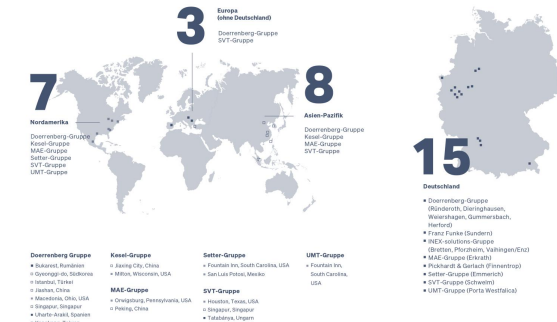 3
Europa
(ohne Deutschland)
Doerrenberg-Gruppe
SVT-Gruppe
7
Nordamerika
Doerrenberg-Gruppe
Kesel-Gruppe
MAE-Gruppe
Setter-Gruppe
SVT-Gruppe
UMT-Gruppe
8
Asien-Pazifik
Doerrenberg-Gruppe
Kesel-Gruppe
MAE-Gruppe
SVT-Gruppe
15
Deutschland
Doerrenberg-Gruppe
(Ründeroth, Dieringhausen,
Weiershagen, Gummersbach,
Herford)
Franz Funke (Sundern)
INEX-solutions-Gruppe
(Bretten, Pforzheim, Vaihingen/Enz)
MAE-Gruppe (Erkrath)
Pickhardt & Gerlach (Finnentrop)
Setter-Gruppe (Emmerich)
SVT-Gruppe (Schwelm)
UMT-Gruppe (Porta Westfalica)
Doerrenberg Gruppe
Bukarest, Rumänien
Gyeonggi-do, Südkorea
Istanbul, Türkei
Jiashan, China
Macedonia, Ohio, USA
Singapur, Singapur
Uharte-Arakil, Spanien
Kesel-Gruppe
Jiaxing City, China
Milton, Wisconsin, USA
MAE-Gruppe
Orwigsburg, Pennsylvania, USA
Peking, China
Setter-Gruppe
Fountain Inn, South Carolina, USA
San Luis Potosi, Mexiko
SVT-Gruppe
Houston, Texas, USA
Singapur, Singapur
Tatabánya, Ungarn
UMT-Gruppe
Fountain Inn,
South Carolina,
USA